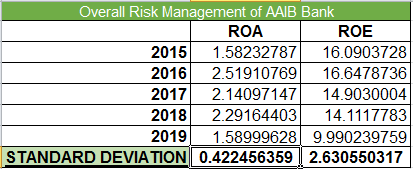 Overall Risk Management of AAIB Bank
ROA ROE
2015 1.58232787 16.0903728
2016 2.51910769 16.6478736
2017 2.14097147 14.9030004
2018 2.29164403 14.1117783
2019 1.58999628 9.990239759
STANDARD DEVIATION 0.422456359 2.630550317